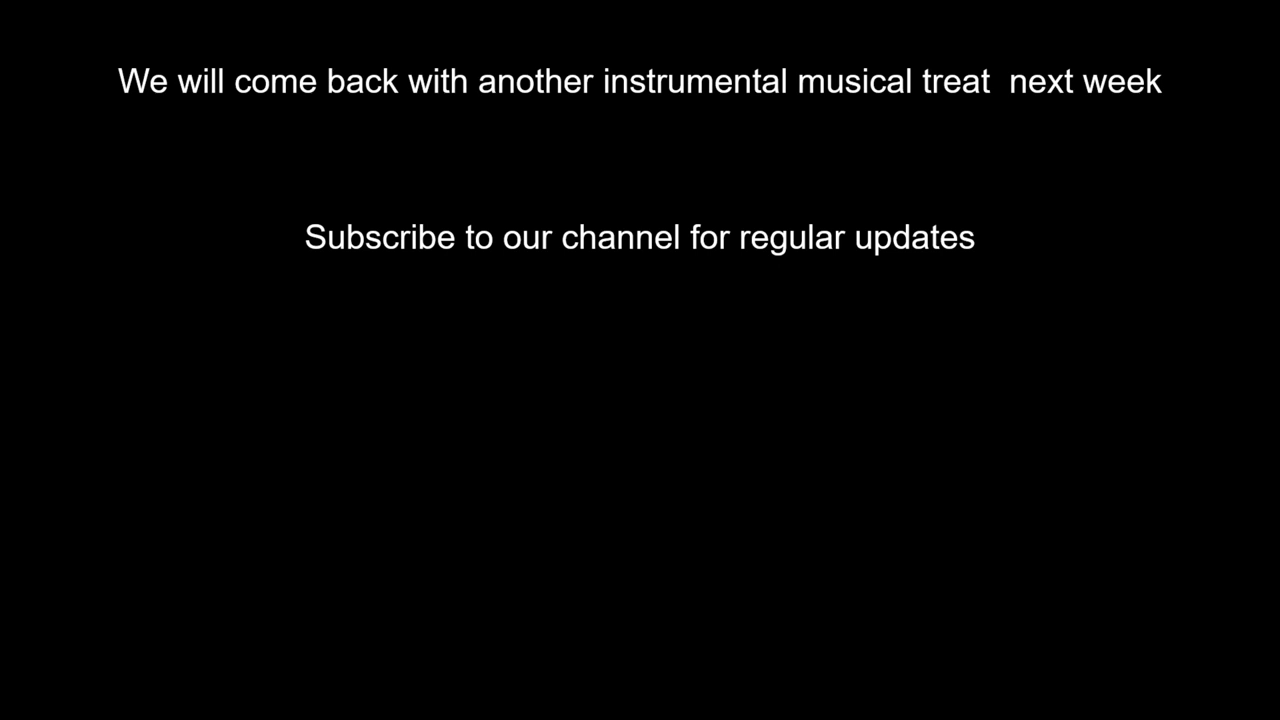 We will come back with another instrumental musical treat  next week
Subscribe to our channel for regular updates